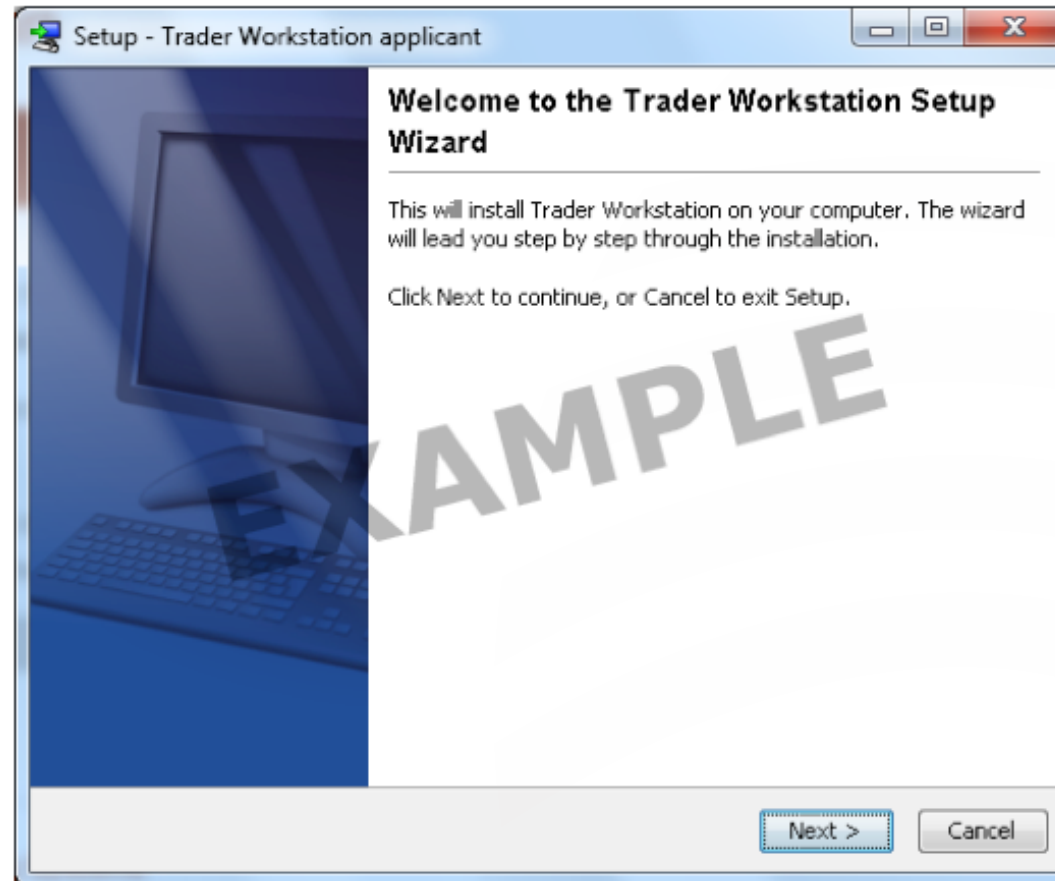 Setup - Trader Workstation applicant
Welcome to the Trader Workstation Setup
Wizard
This will install Trader Workstation on your computer. The wizard
will lead you step by step through the installation.
Click Next to continue, or Cancel to exit Setup.
EXAMPLE
Next >
Cancel